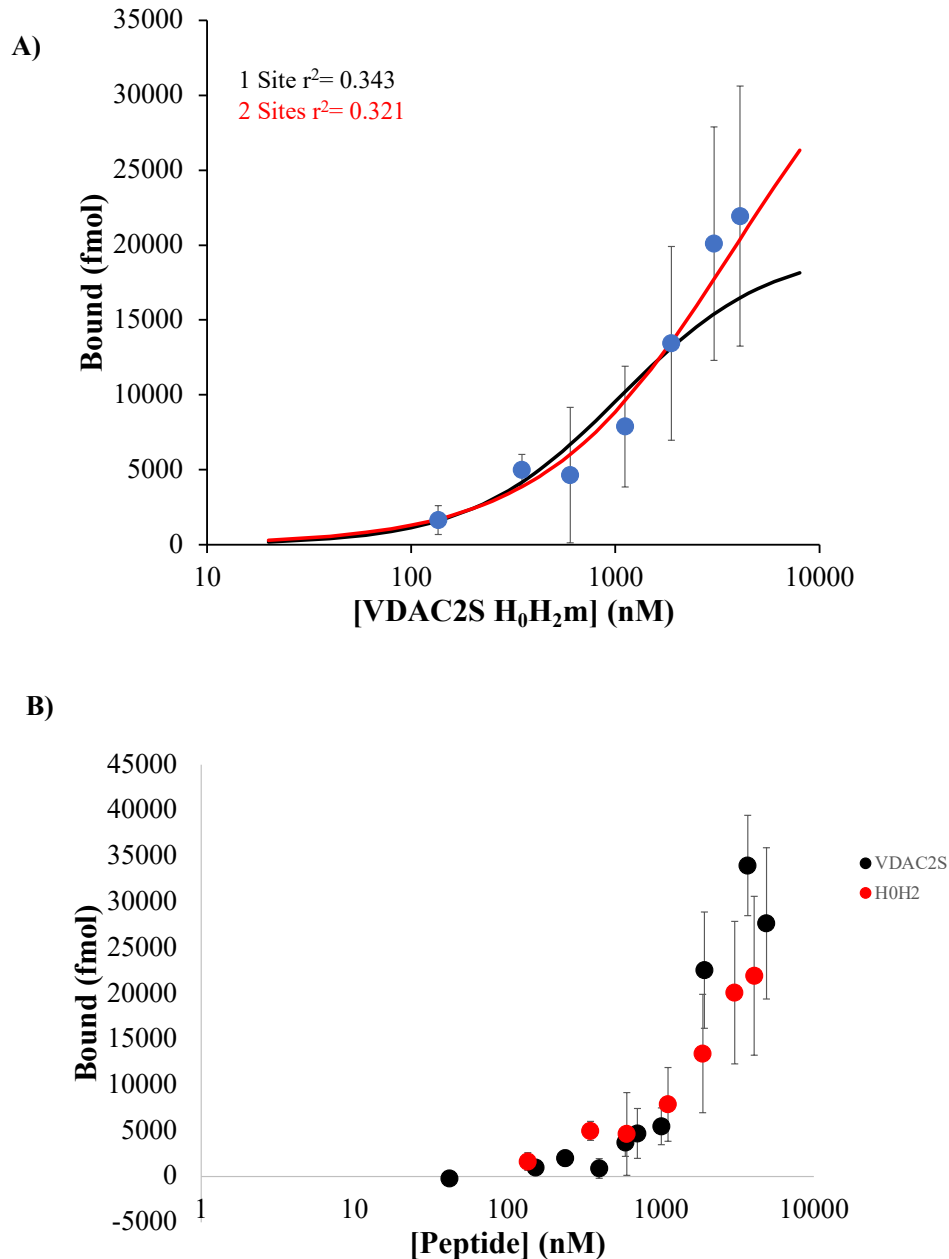 A)
35000
30000
25000
20000
15000
10000
5000
0
Bound (fmol)
1 Site r²= 0.343
2 Sites r²= 0.321
10 100 1000 10000
[VDAC2S H₀H₂m] (nM)
B)
45000
40000
35000
30000
25000
20000
15000
10000
5000
0
-5000
Bound (fmol)
VDAC2S
H0H2
1 10 100 1000 10000
[Peptide] (nM)